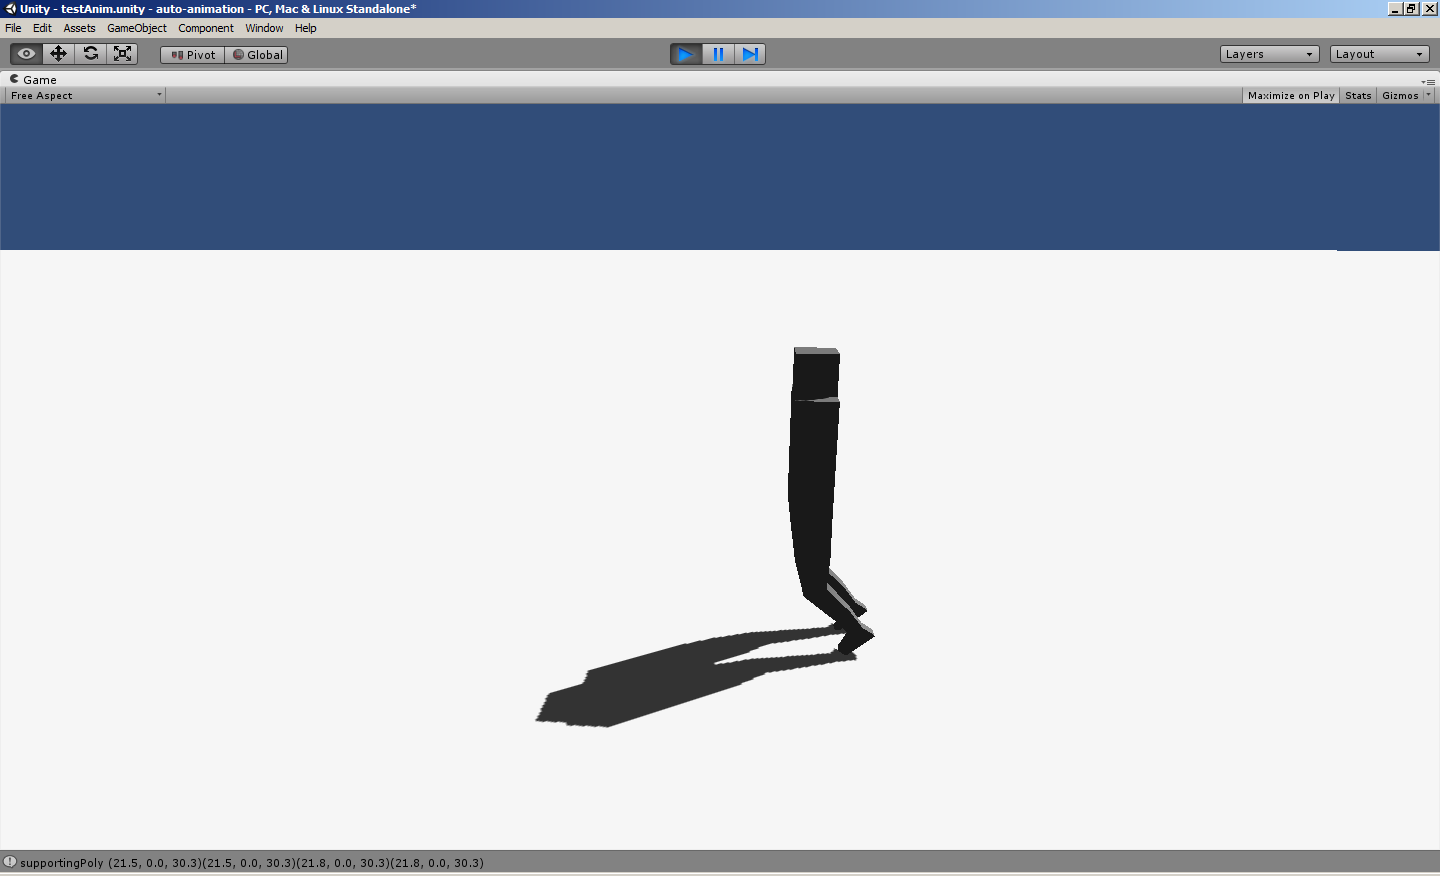 Unity - testAnim.unity - auto-animation - PC, Mac & Linux Standalone*
File Edit Assets GameObject Component Window Help
Pivot Global Layers Layout
Game
Free Aspect Maximize on Play Stats Gizmos
supportingPoly (21.5, 0.0, 30.3)(21.5, 0.0, 30.3)(21.8, 0.0, 30.3)(21.8, 0.0, 30.3)